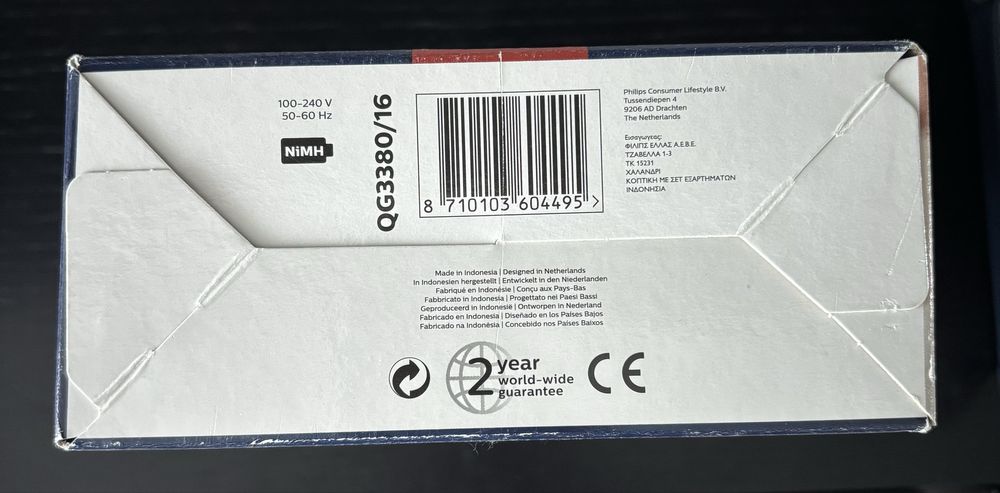 100-240 V
50-60 Hz
NiMH
QG3380/16
8 710103 604495 >
Philips Consumer Lifestyle B.V.
Tussendiepen 4
9206 AD Drachten
The Netherlands
Εισαγωγεας:
ΦΙΛΙΠΣ ΕΛΛΑΣ Α.Ε.Β.Ε.
ΤΖΑΒΕΛΛΑ 1-3
ΤΚ 15231
ΧΑΛΑΝΔΡΙ
ΚΟΠΤΙΚΗ ΜΕ ΣΕΤ ΕΞΑΡΤΗΜΑΤΩΝ
ΙΝΔΟΝΗΣΙΑ
Made in Indonesia | Designed in Netherlands
In Indonesien hergestellt | Entwickelt in den Niederlanden
Fabriqué en Indonésie | Conçu aux Pays-Bas
Fabbricato in Indonesia | Progettato nei Paesi Bassi
Geproduceerd in Indonesië | Ontworpen in Nederland
Fabricado en Indonesia | Diseñado en los Países Bajos
Fabricado na Indonésia | Concebido nos Países Baixos
2 year
world-wide
guarantee
CE